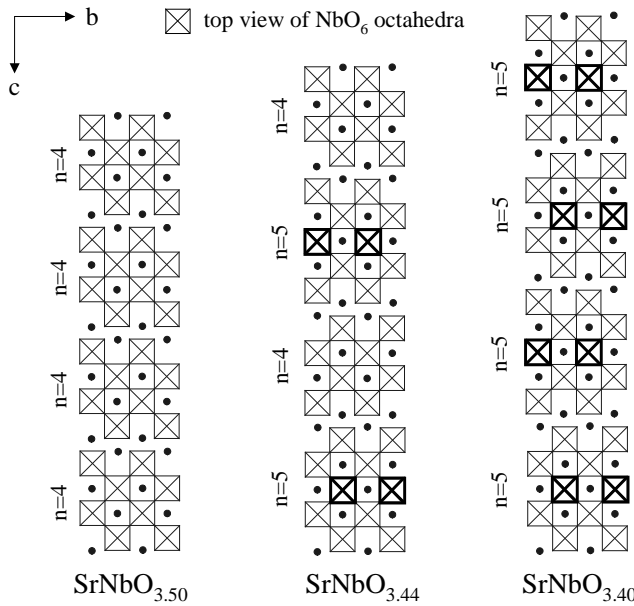 b
c
top view of NbO6 octahedra
n=4
n=4
n=4
n=4
SrNbO3.50
n=4
n=5
n=4
n=5
SrNbO3.44
n=5
n=5
n=5
n=5
SrNbO3.40